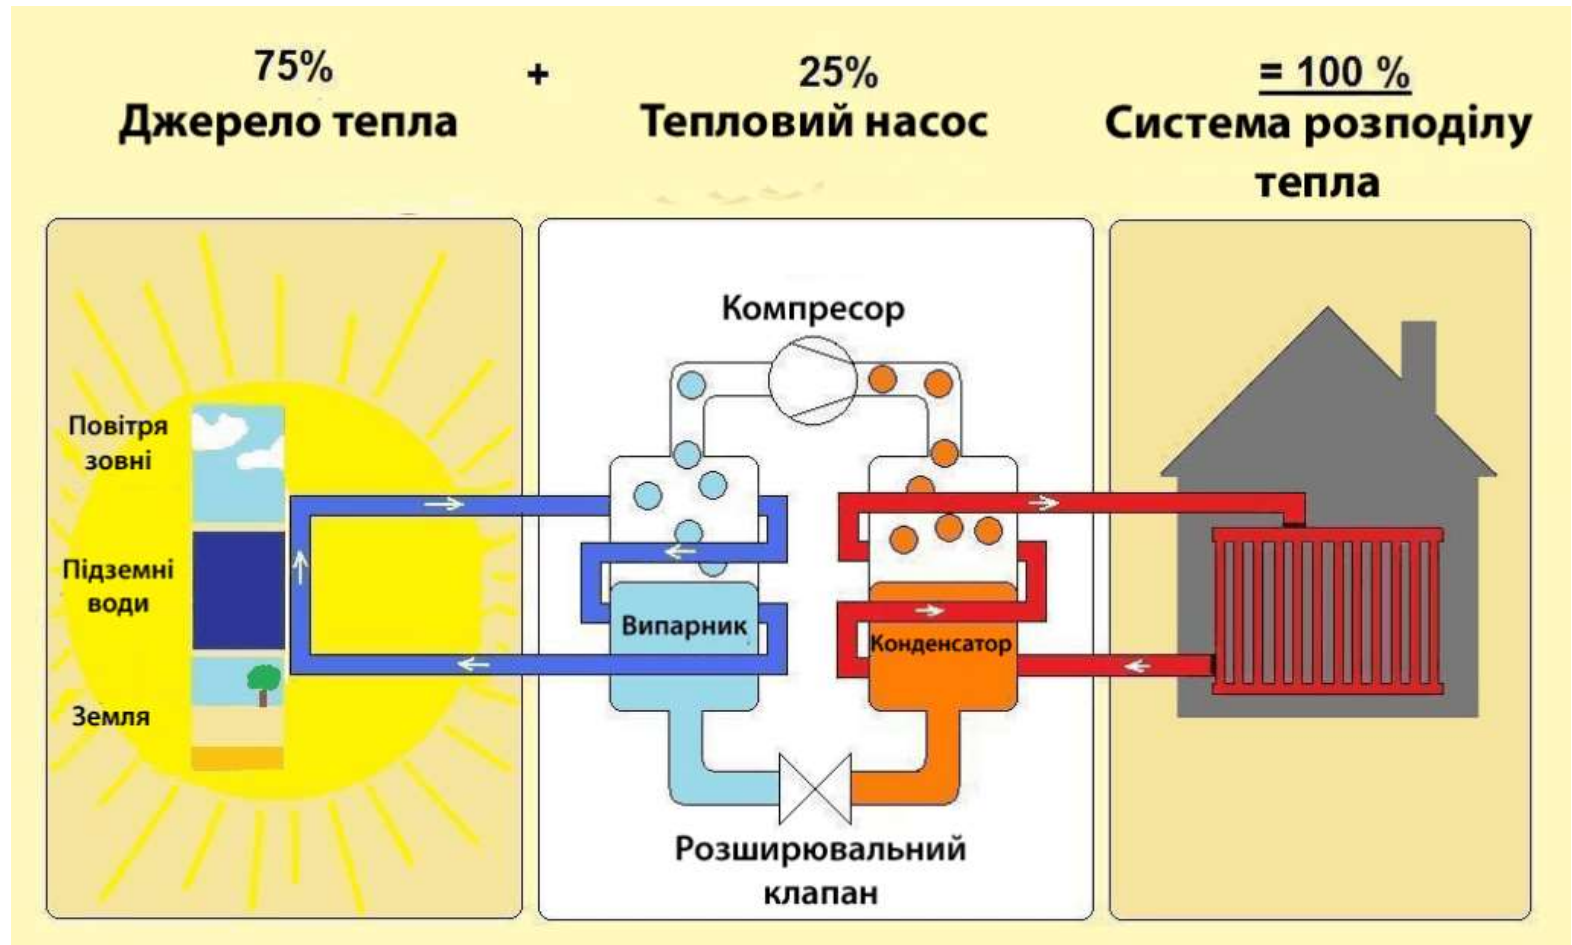 75% + 25% = 100 %
Джерело тепла
Тепловий насос
Система розподілу
тепла
Повітря
зовні
Підземні
води
Земля
Компресор
Випарник
Конденсатор
Розширювальний
клапан